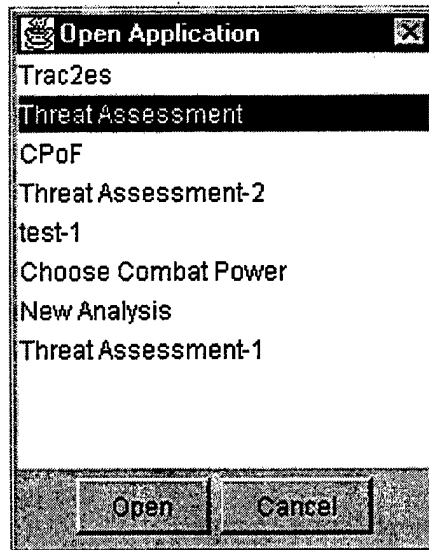 Open Application
Trac2es
Threat Assessment
CPoF
Threat Assessment-2
test-1
Choose Combat Power
New Analysis
Threat Assessment-1
Open Cancel